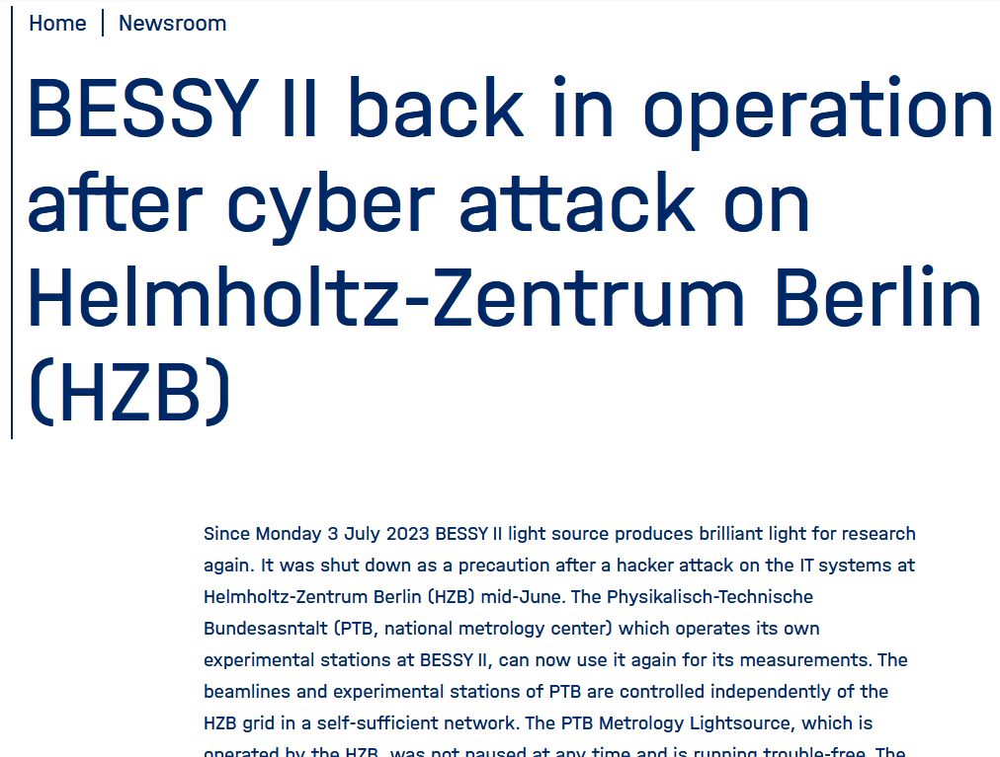 Home | Newsroom
BESSY II back in operation
after cyber attack on
Helmholtz-Zentrum Berlin
(HZB)
Since Monday 3 July 2023 BESSY II light source produces brilliant light for research
again. It was shut down as a precaution after a hacker attack on the IT systems at
Helmholtz-Zentrum Berlin (HZB) mid-June. The Physikalisch-Technische
Bundesasntalt (PTB, national metrology center) which operates its own
experimental stations at BESSY II, can now use it again for its measurements. The
beamlines and experimental stations of PTB are controlled independently of the
HZB grid in a self-sufficient network. The PTB Metrology Lightsource, which is
operated by the HZB, was not paused at any time and is running trouble-free. The